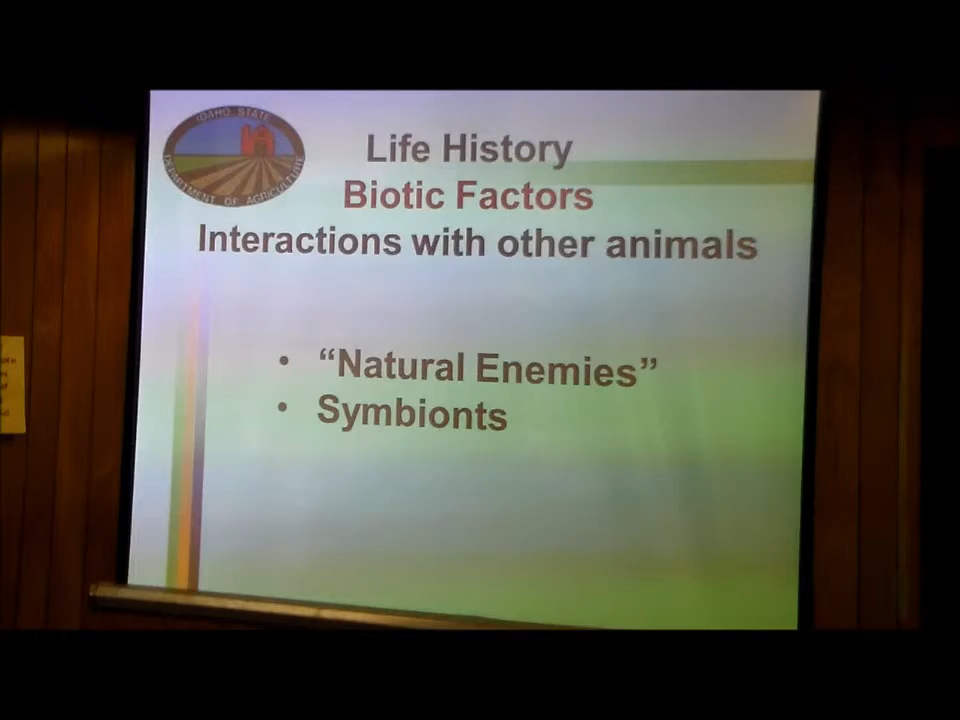 IDAHO STATE
DEPARTMENT OF AGRICULTURE
Life History
Biotic Factors
Interactions with other animals
• “Natural Enemies”
• Symbionts